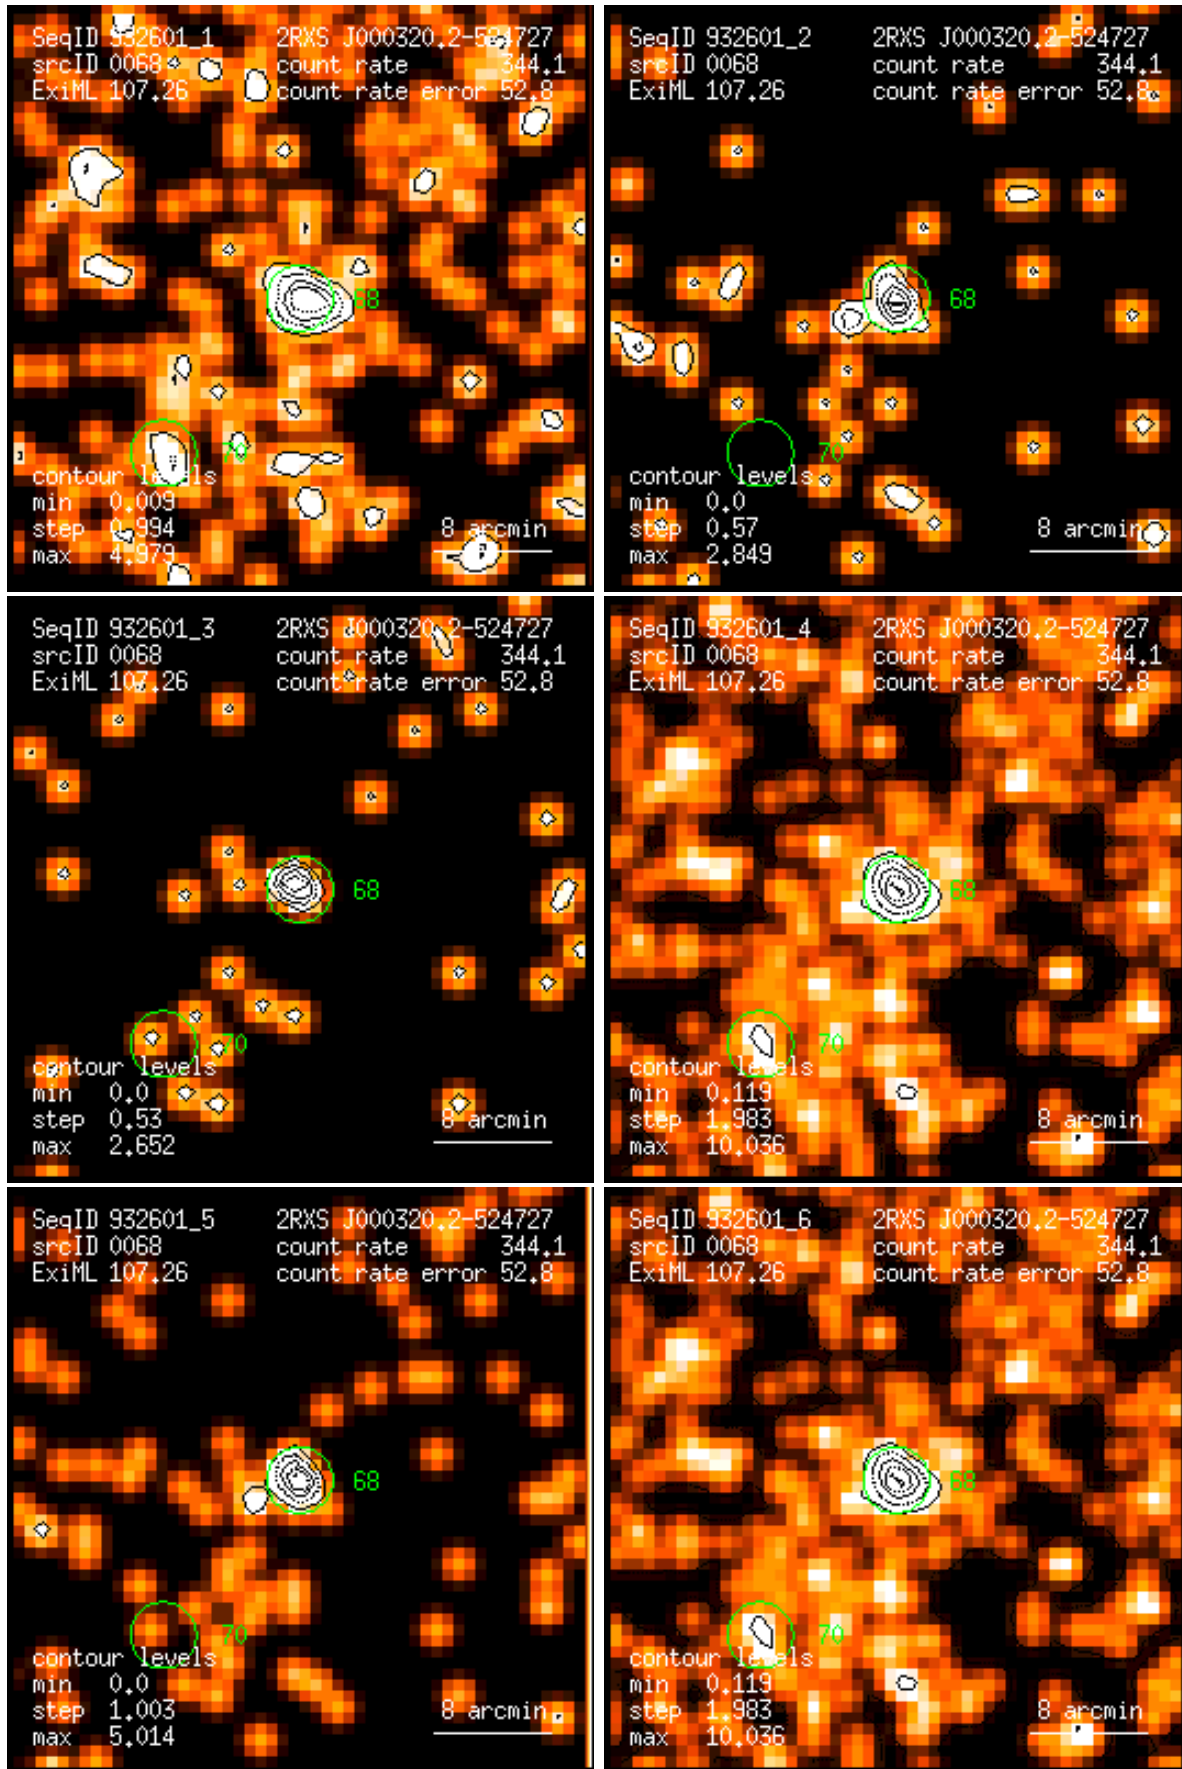 SeqID 932601_1 2RXS J000320.2-524727
srcID 0068 count rate 344.1
ExiML 107.26 count rate error 52.8
68
70
contour levels
min 0.009
step 0.994
max 4.979
8 arcmin
SeqID 932601_2 2RXS J000320.2-524727
srcID 0068 count rate 344.1
ExiML 107.26 count rate error 52.8
68
70
contour levels
min 0.0
step 0.57
max 2.849
8 arcmin
SeqID 932601_3 2RXS J000320.2-524727
srcID 0068 count rate 344.1
ExiML 107.26 count rate error 52.8
68
70
contour levels
min 0.0
step 0.53
max 2.652
8 arcmin
SeqID 932601_4 2RXS J000320.2-524727
srcID 0068 count rate 344.1
ExiML 107.26 count rate error 52.8
68
70
contour levels
min 0.119
step 1.983
max 10.036
8 arcmin
SeqID 932601_5 2RXS J000320.2-524727
srcID 0068 count rate 344.1
ExiML 107.26 count rate error 52.8
68
70
contour levels
min 0.0
step 1.003
max 5.014
8 arcmin
SeqID 932601_6 2RXS J000320.2-524727
srcID 0068 count rate 344.1
ExiML 107.26 count rate error 52.8
68
70
contour levels
min 0.119
step 1.983
max 10.036
8 arcmin